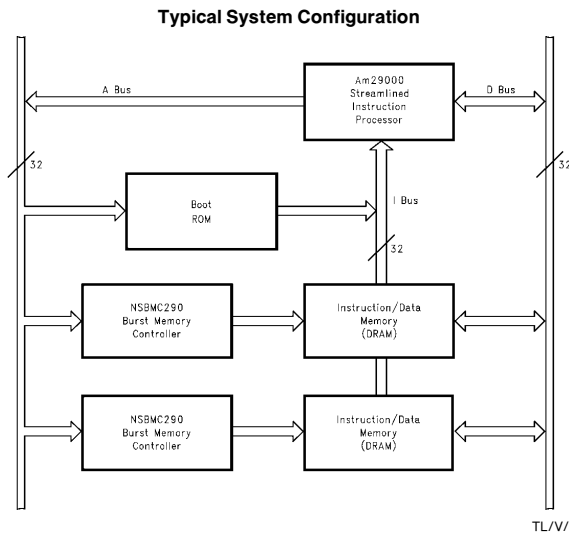 Typical System Configuration
Am29000
Streamlined
Instruction
Processor
A Bus
D Bus
32
32
Boot
ROM
I Bus
32
NSBMC290
Burst Memory
Controller
Instruction/Data
Memory
(DRAM)
NSBMC290
Burst Memory
Controller
Instruction/Data
Memory
(DRAM)
TL/V/